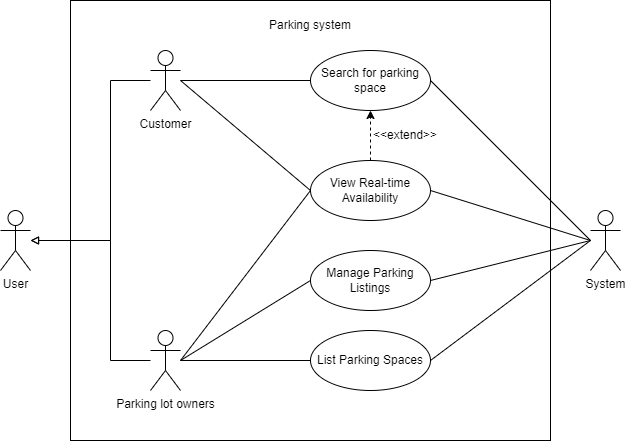 Parking system
Search for parking
space
Customer
<<extend>>
View Real-time
Availability
User
Manage Parking
Listings
System
List Parking Spaces
Parking lot owners